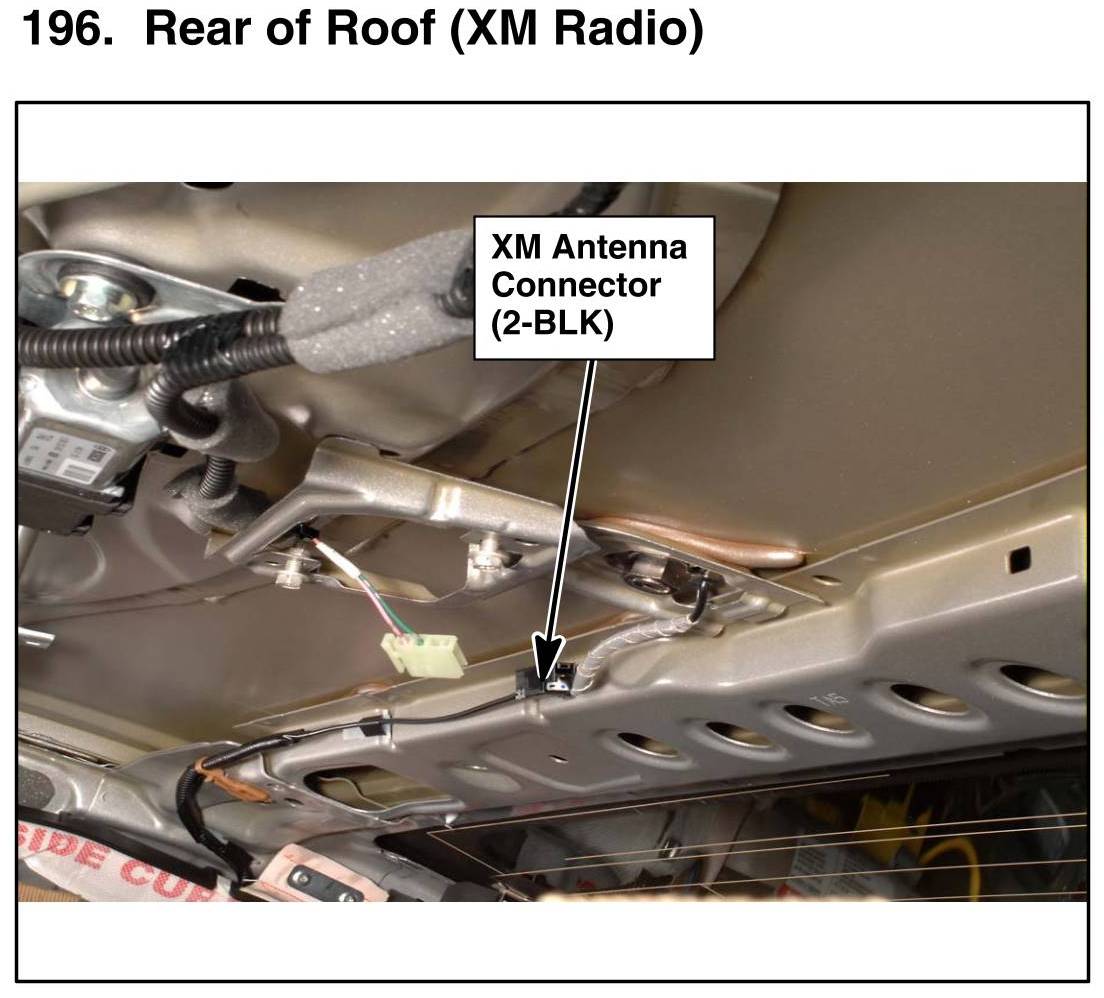 196. Rear of Roof (XM Radio)
XM Antenna
Connector
(2-BLK)
SIDE CUR